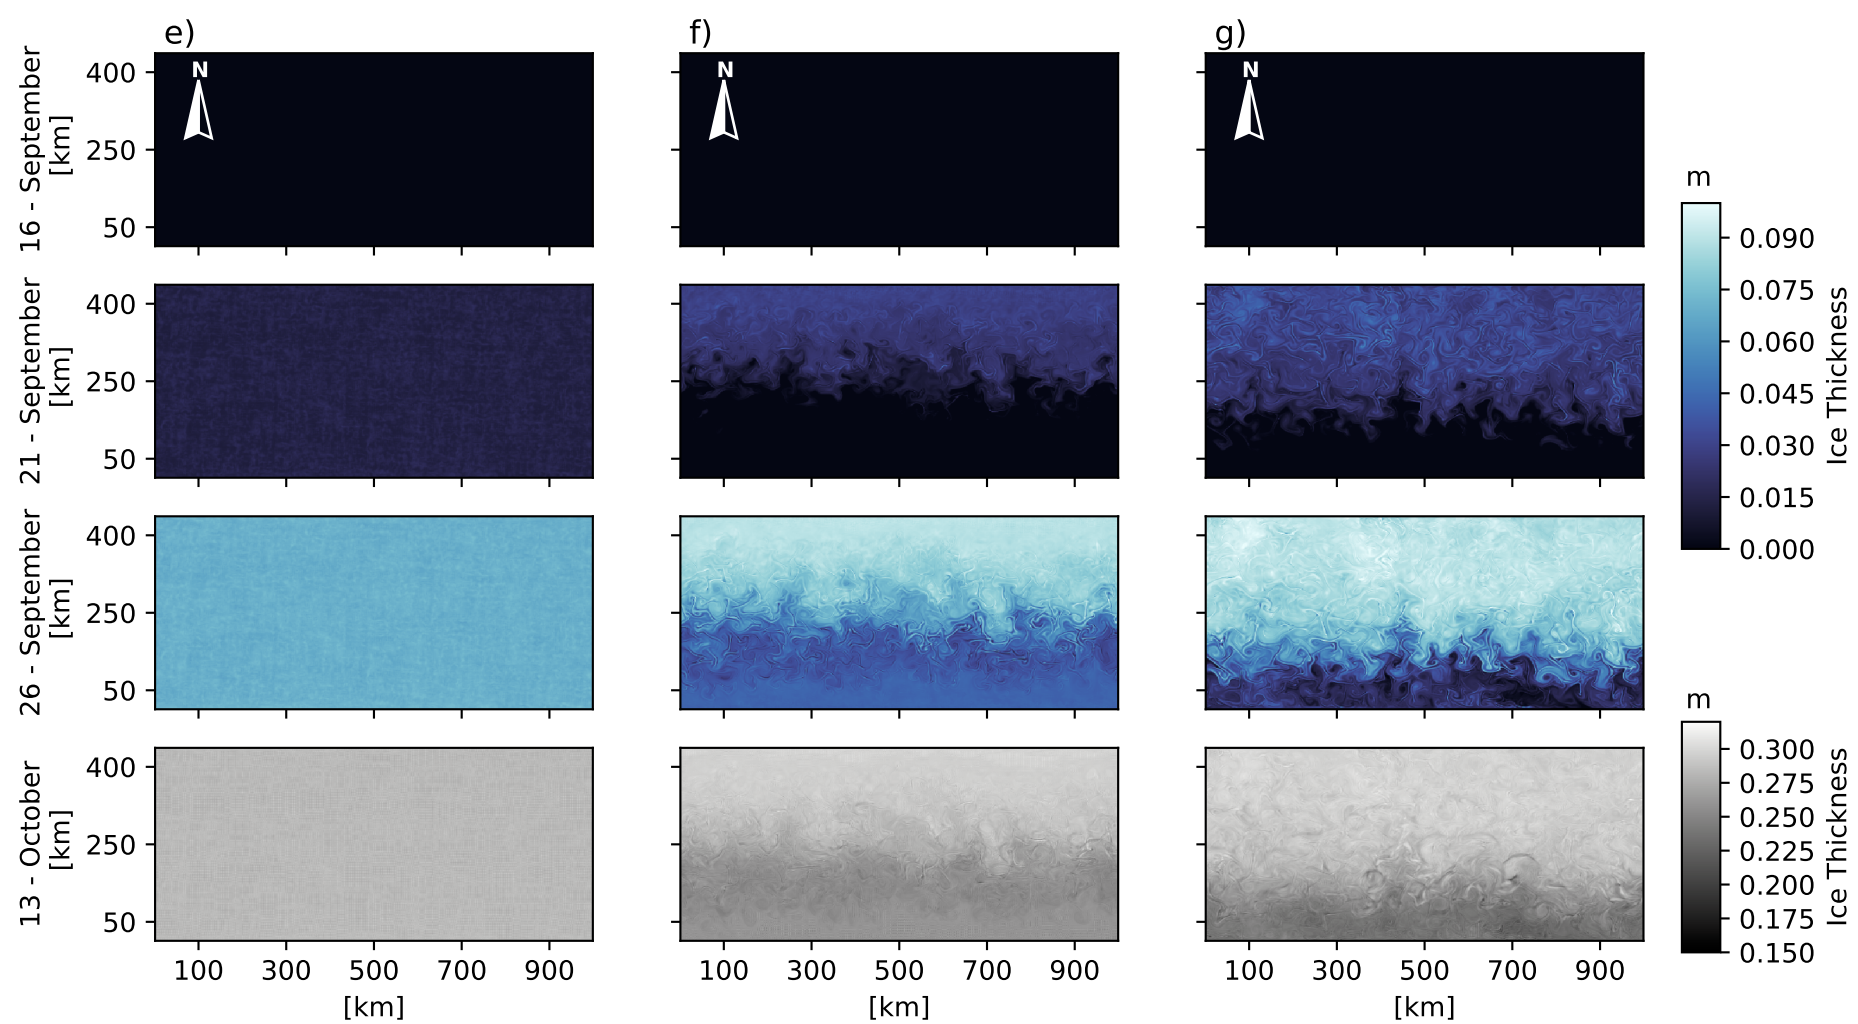 e)
f)
g)
N
N
N
16 - September
[km]
400
250
50
21 - September
[km]
400
250
50
26 - September
[km]
400
250
50
13 - October
[km]
400
250
50
100 300 500 700 900
[km]
100 300 500 700 900
[km]
100 300 500 700 900
[km]
m
0.090
0.075
0.060
0.045
0.030
0.015
0.000
Ice Thickness
m
0.300
0.275
0.250
0.225
0.200
0.175
0.150
Ice Thickness